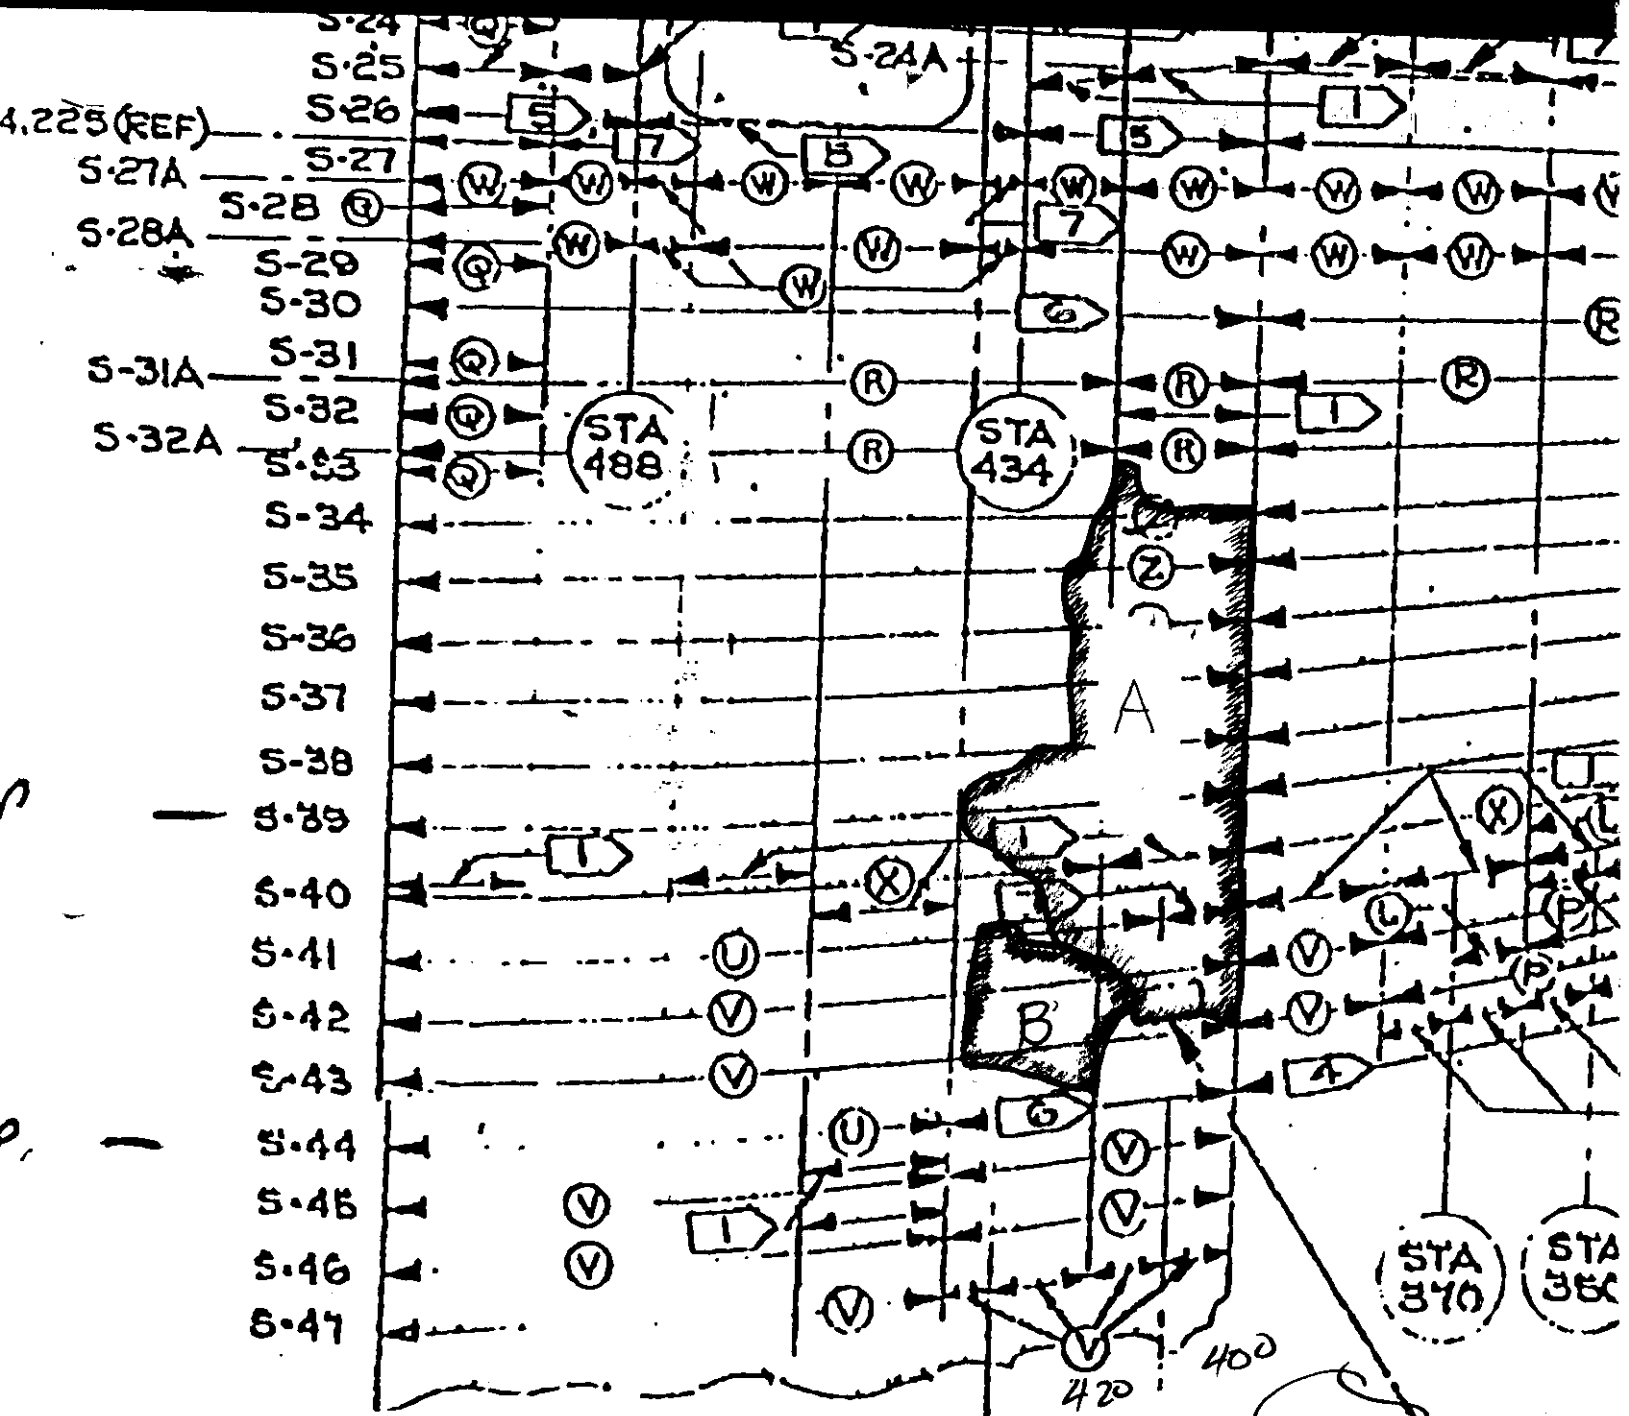 S-24 Q
S-24A
S-25
S-26 5 1
4,225 (REF)
S-27 7 8 5
S-27A W W W W W W W W
S-28 Q 7
S-28A W W W W W
S-29 Q
W
S-30 6 R
S-31 Q
S-31A R R R
S-32 Q 1
S-32A R R
S-33 Q
STA 488
STA 434
S-34
S-35 Z
S-36
S-37 A
S-38
S-39 X
1 1
S-40 X L P
S-41 U V P
S-42 V B V
S-43 V 4
6
S-44 U V
S-45 V V
1
S-46 V
S-47 V
V
STA 370
STA
420 400